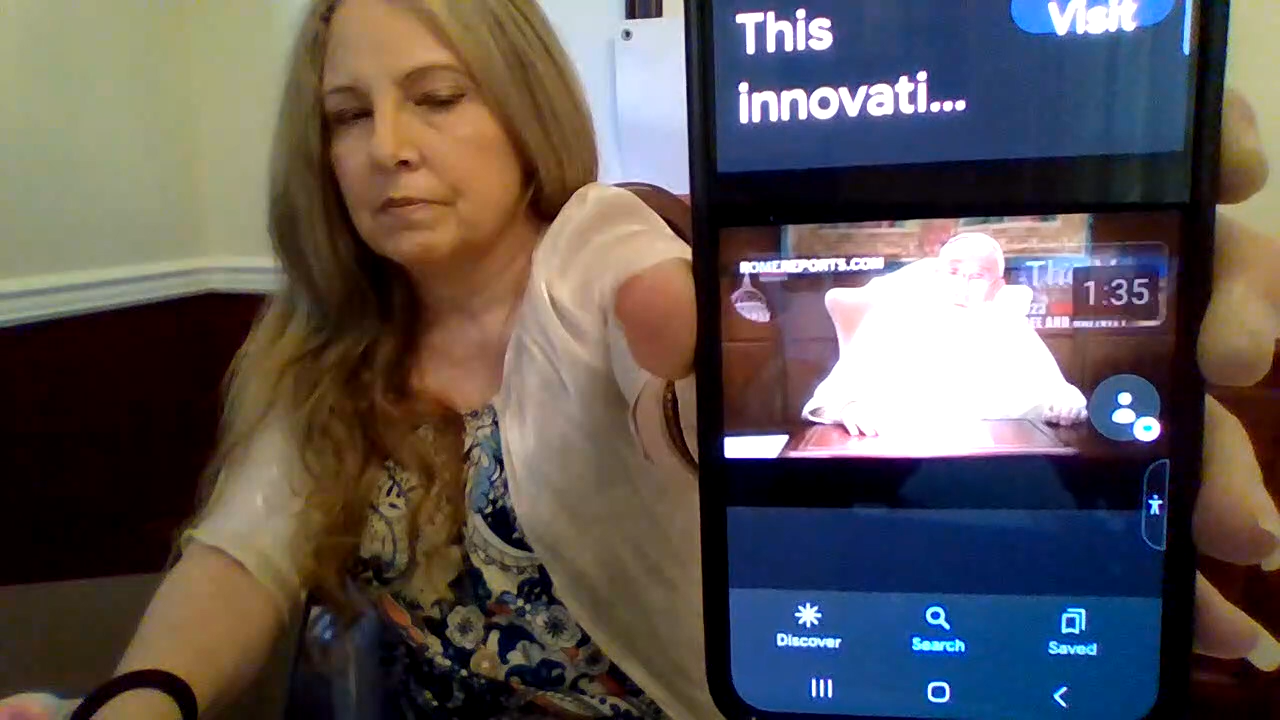 This
Visit
innovati...
ROMEREPORTS.COM
1:35
Discover
Search
Saved